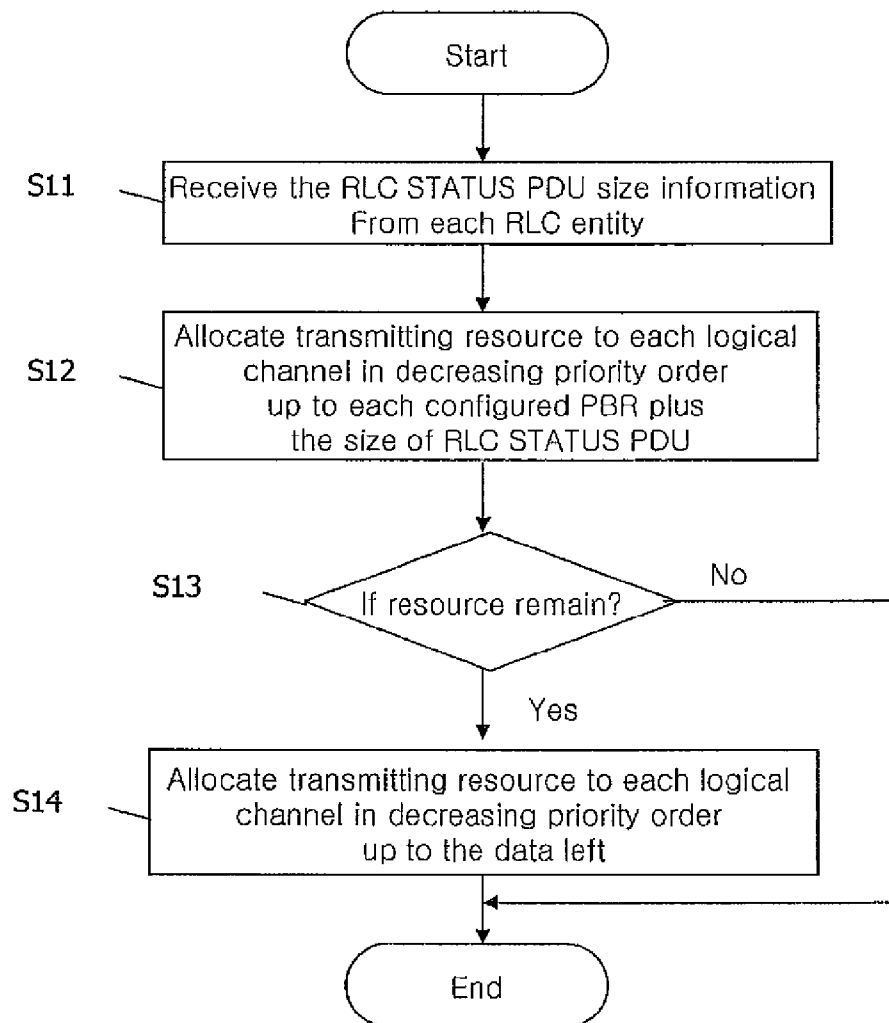 Start
S11
Receive the RLC STATUS PDU size information
From each RLC entity
S12
Allocate transmitting resource to each logical
channel in decreasing priority order
up to each configured PBR plus
the size of RLC STATUS PDU
S13
If resource remain?
No
Yes
S14
Allocate transmitting resource to each logical
channel in decreasing priority order
up to the data left
End